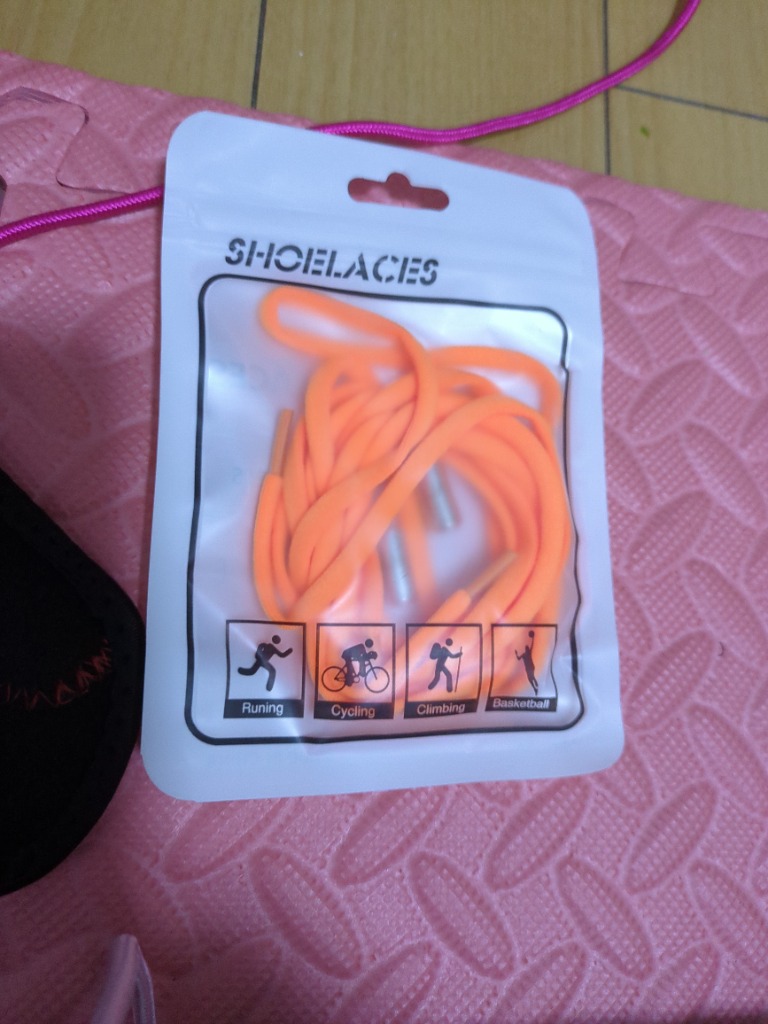 SHOELACES
Runing
Cycling
Climbing
Basketball